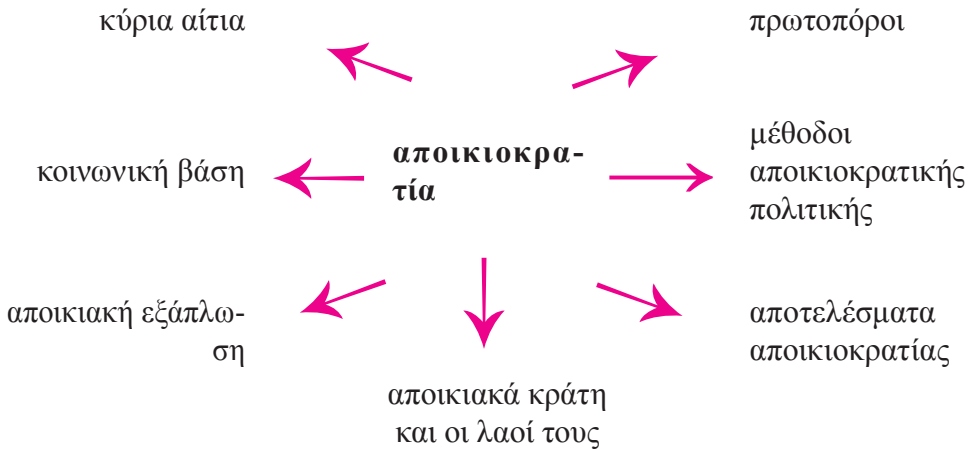 κύρια αίτια
πρωτοπόροι
κοινωνική βάση
αποικιοκρα-
τία
μέθοδοι
αποικιοκρατικής
πολιτικής
αποικιακή εξάπλω-
ση
αποτελέσματα
αποικιοκρατίας
αποικιακά κράτη
και οι λαοί τους